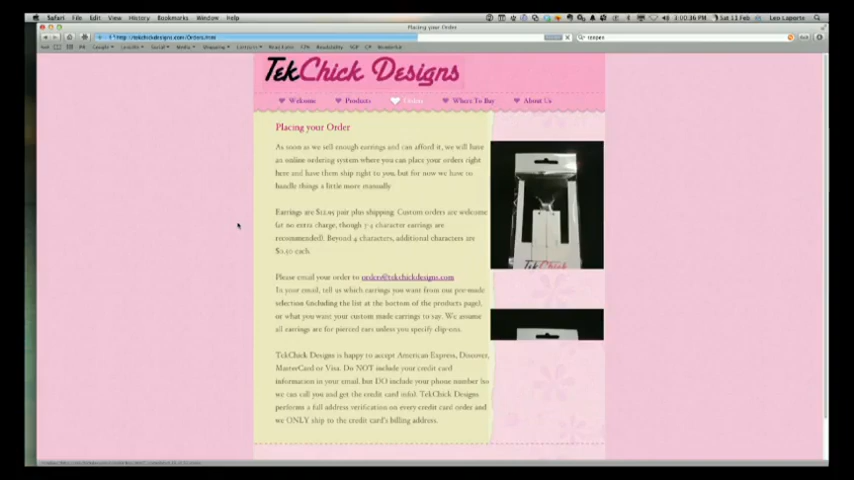 Safari File Edit View History Bookmarks Window Help 3:00:36 PM Sat 11 Feb Leo Laporte
Placing your Order
TekChick Designs
Welcome Products Orders Where To Buy About Us
Placing your Order
As soon as we sell enough earrings and can afford it, we will have
an online ordering system where you can place your orders right
here and have them ship right to you, but for now we have to
handle things a little more manually
Earrings are $12.95 pair plus shipping. Custom orders are welcome
(at no extra charge, though 3-4 character earrings are
recommended). Beyond 4 characters, additional characters are
$0.50 each.
Please email your order to orders@tekchickdesigns.com
In your email, tell us which earrings you want from our pre-made
selection (including the list at the bottom of the products page),
or what you want your custom made earrings to say. We assume
all earrings are for pierced ears unless you specify clip-ons.
TekChick Designs is happy to accept American Express, Discover,
MasterCard or Visa. Do NOT include your credit card
information in your email, but DO include your phone number (so
we can call you and get the credit card info). TekChick Designs
performs a full address verification on every credit card order and
we ONLY ship to the credit card's billing address.